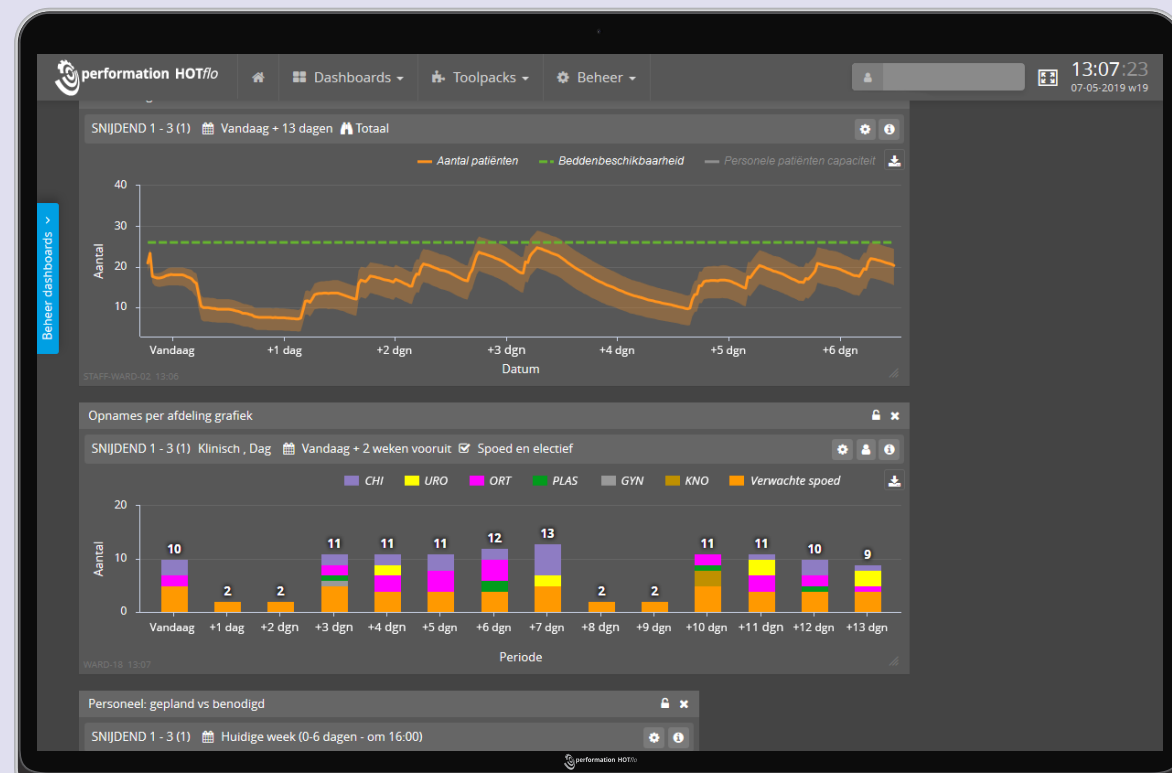 performation HOTflo
Dashboards
Toolpacks
Beheer
13:07:23
07-05-2019 w19
Beheer dashboards
SNIJDEND 1 - 3 (1) Vandaag + 13 dagen Totaal
Aantal patiënten Beddenbeschikbaarheid Personele patiënten capaciteit
Aantal
40
30
20
10
Vandaag +1 dag +2 dgn +3 dgn +4 dgn +5 dgn +6 dgn
Datum
STAFF-WARD-02 13:06
Opnames per afdeling grafiek
SNIJDEND 1 - 3 (1) Klinisch , Dag Vandaag + 2 weken vooruit Spoed en electief
CHI URO ORT PLAS GYN KNO Verwachte spoed
Aantal
20
10
0
10 2 2 11 11 11 12 13 2 2 11 11 10 9
Vandaag +1 dag +2 dgn +3 dgn +4 dgn +5 dgn +6 dgn +7 dgn +8 dgn +9 dgn +10 dgn +11 dgn +12 dgn +13 dgn
Periode
WARD-18 13:07
Personeel: gepland vs benodigd
SNIJDEND 1 - 3 (1) Huidige week (0-6 dagen - om 16:00)
performation HOTflo